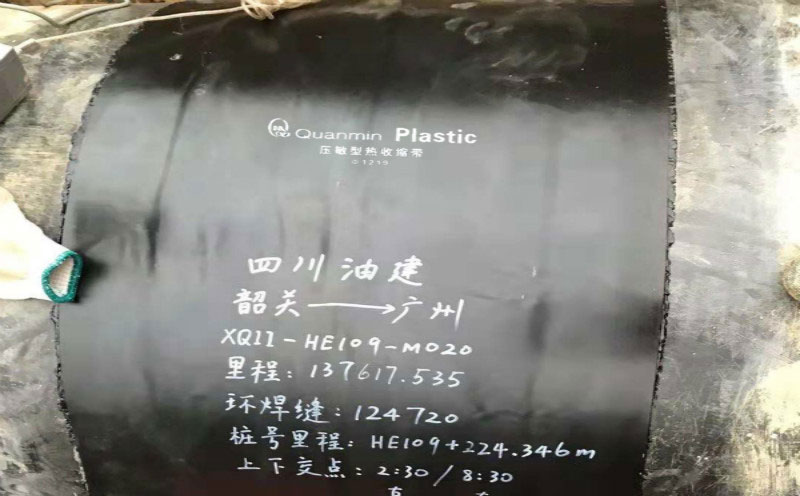 Quanmin Plastic
压敏型热收缩带
四川油建
韶关→广州
XQII-HE109-M020
里程：137617.535
环焊缝：124720
桩号里程：HE109+224.346m
上下交点：2:30/8:30